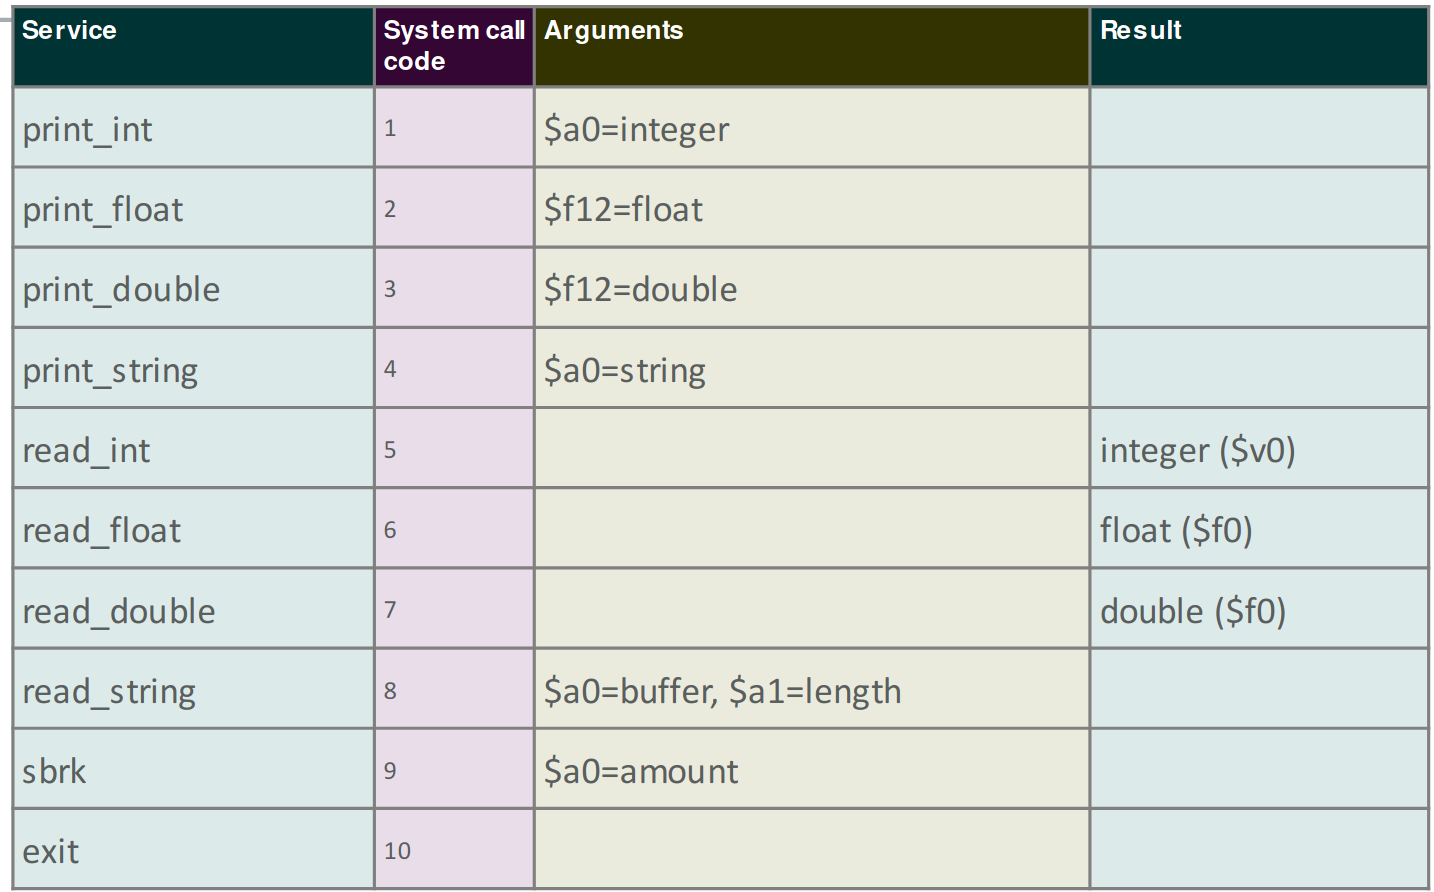 Service System call code Arguments Result
print_int 1 $a0=integer
print_float 2 $f12=float
print_double 3 $f12=double
print_string 4 $a0=string
read_int 5 integer ($v0)
read_float 6 float ($f0)
read_double 7 double ($f0)
read_string 8 $a0=buffer, $a1=length
sbrk 9 $a0=amount
exit 10